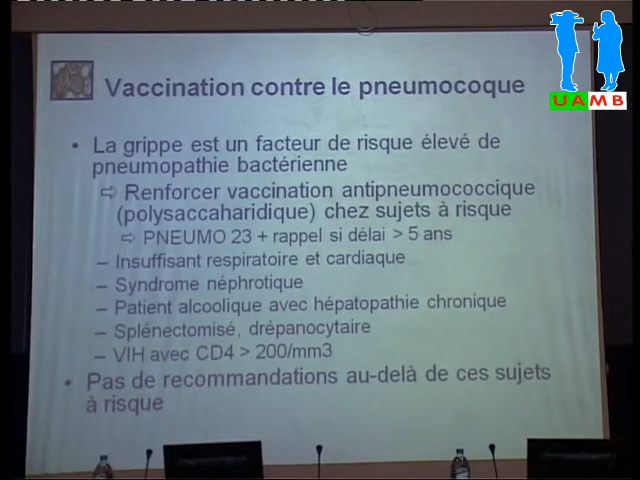 UAMB
Vaccination contre le pneumocoque
• La grippe est un facteur de risque élevé de
pneumopathie bactérienne
⇨ Renforcer vaccination antipneumococcique
(polysaccaharidique) chez sujets à risque
⇨ PNEUMO 23 + rappel si délai > 5 ans
– Insuffisant respiratoire et cardiaque
– Syndrome néphrotique
– Patient alcoolique avec hépatopathie chronique
– Splénectomisé, drépanocytaire
– VIH avec CD4 > 200/mm3
• Pas de recommandations au-delà de ces sujets
à risque